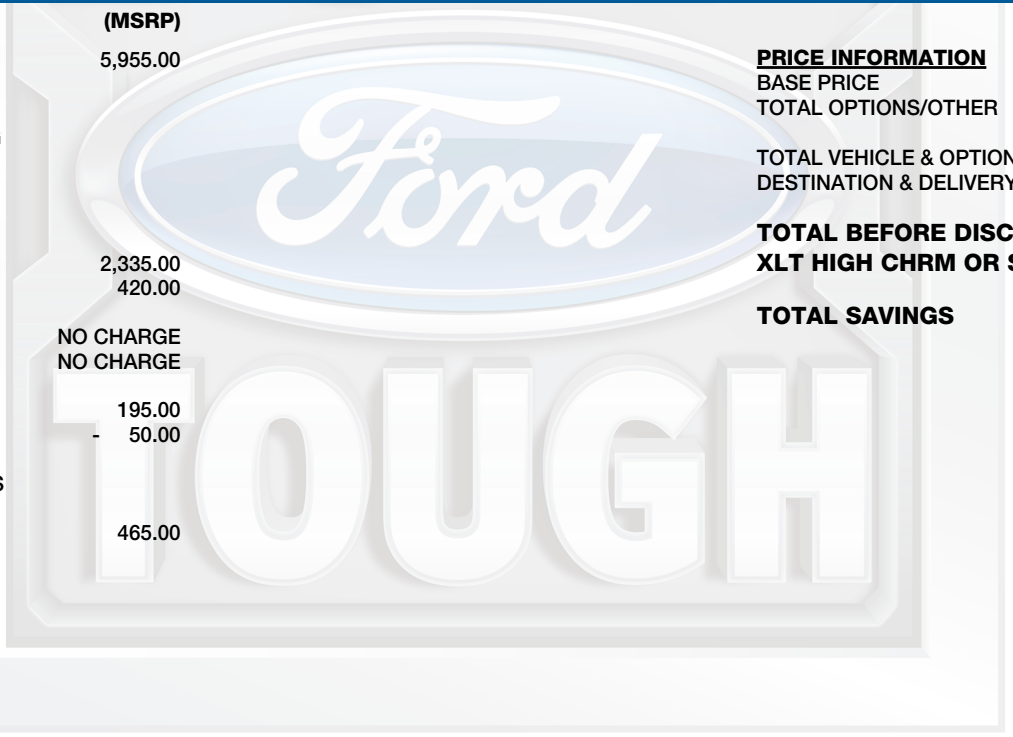 (MSRP)
5,955.00
2,335.00
420.00
NO CHARGE
NO CHARGE
195.00
- 50.00
465.00
PRICE INFORMATION
BASE PRICE
TOTAL OPTIONS/OTHER
TOTAL VEHICLE & OPTION
DESTINATION & DELIVERY
TOTAL BEFORE DISC
XLT HIGH CHRM OR S
TOTAL SAVINGS
Ford
TOUGH